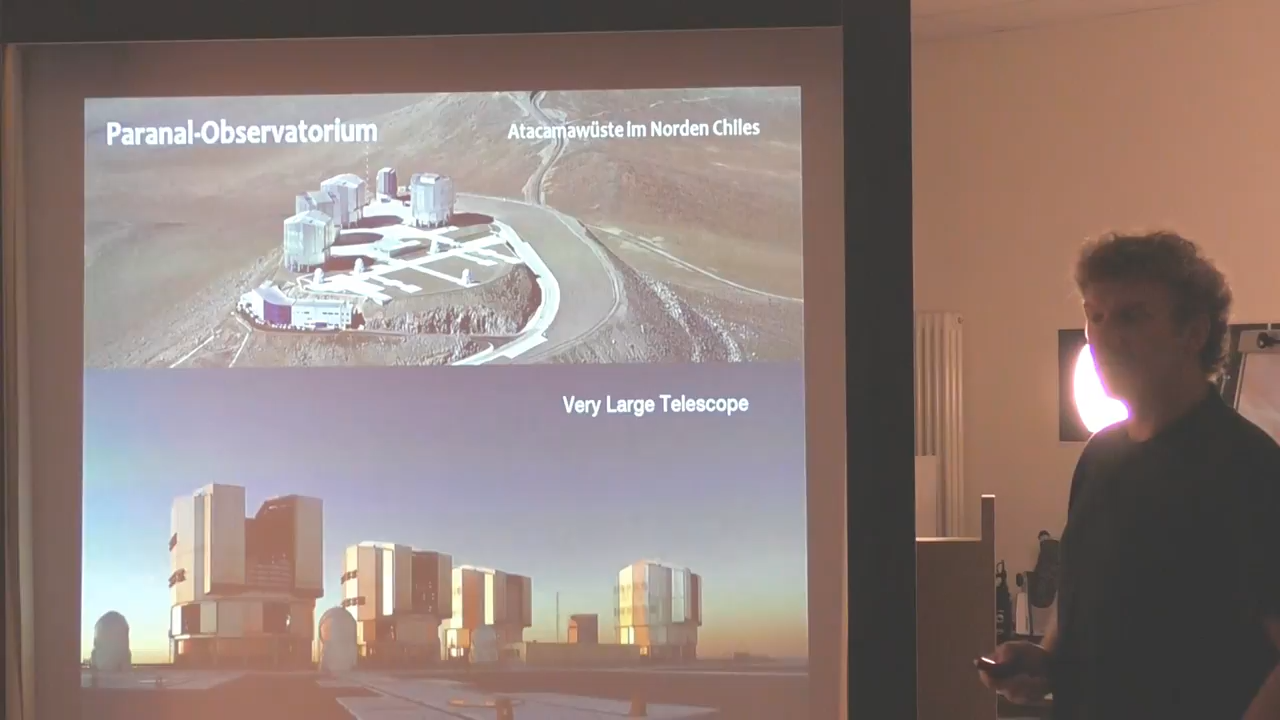 Paranal-Observatorium
Atacamawüste im Norden Chiles
Very Large Telescope